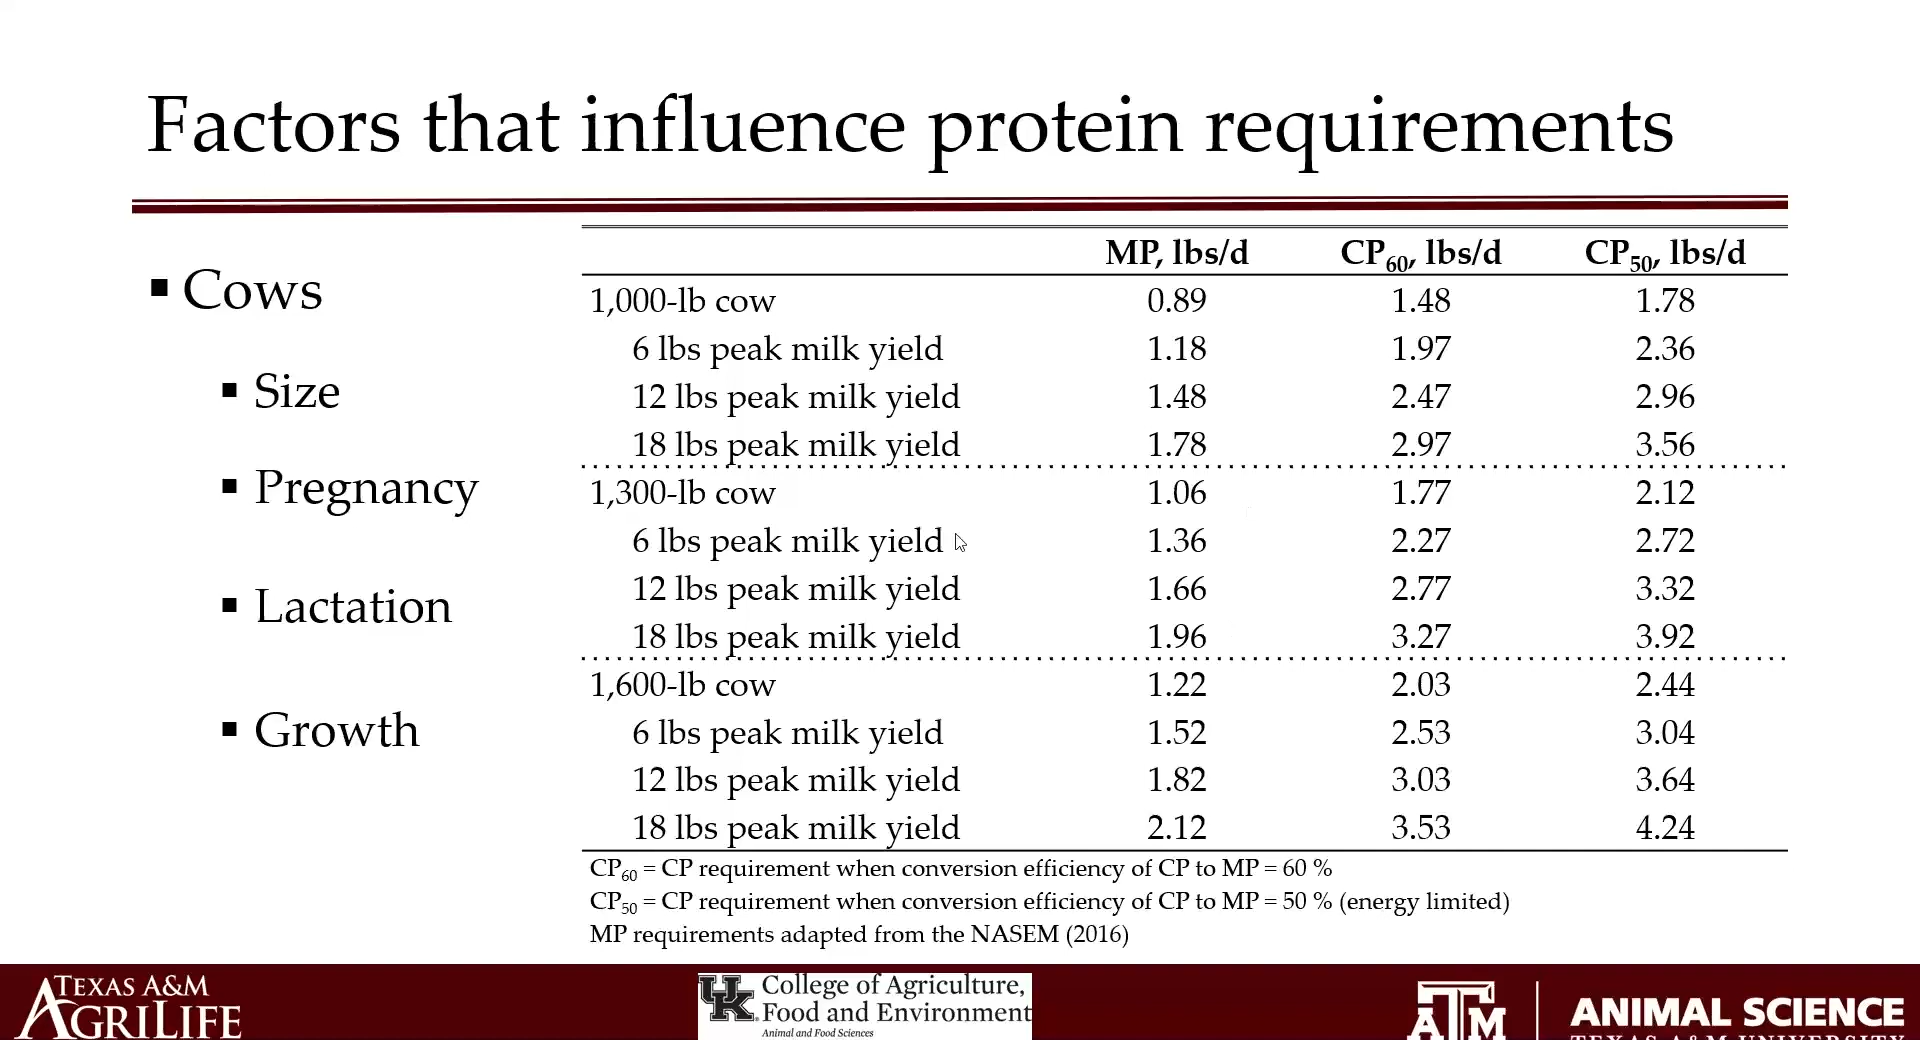 Factors that influence protein requirements
▪ Cows
▪ Size
▪ Pregnancy
▪ Lactation
▪ Growth
MP, lbs/d CP60, lbs/d CP50, lbs/d
1,000-lb cow 0.89 1.48 1.78
6 lbs peak milk yield 1.18 1.97 2.36
12 lbs peak milk yield 1.48 2.47 2.96
18 lbs peak milk yield 1.78 2.97 3.56
1,300-lb cow 1.06 1.77 2.12
6 lbs peak milk yield 1.36 2.27 2.72
12 lbs peak milk yield 1.66 2.77 3.32
18 lbs peak milk yield 1.96 3.27 3.92
1,600-lb cow 1.22 2.03 2.44
6 lbs peak milk yield 1.52 2.53 3.04
12 lbs peak milk yield 1.82 3.03 3.64
18 lbs peak milk yield 2.12 3.53 4.24
CP60 = CP requirement when conversion efficiency of CP to MP = 60 %
CP50 = CP requirement when conversion efficiency of CP to MP = 50 % (energy limited)
MP requirements adapted from the NASEM (2016)
TEXAS A&M
AGRILIFE
UK
College of Agriculture,
Food and Environment
Animal and Food Sciences
ATM
ANIMAL SCIENCE
TEXAS A&M UNIVERSITY